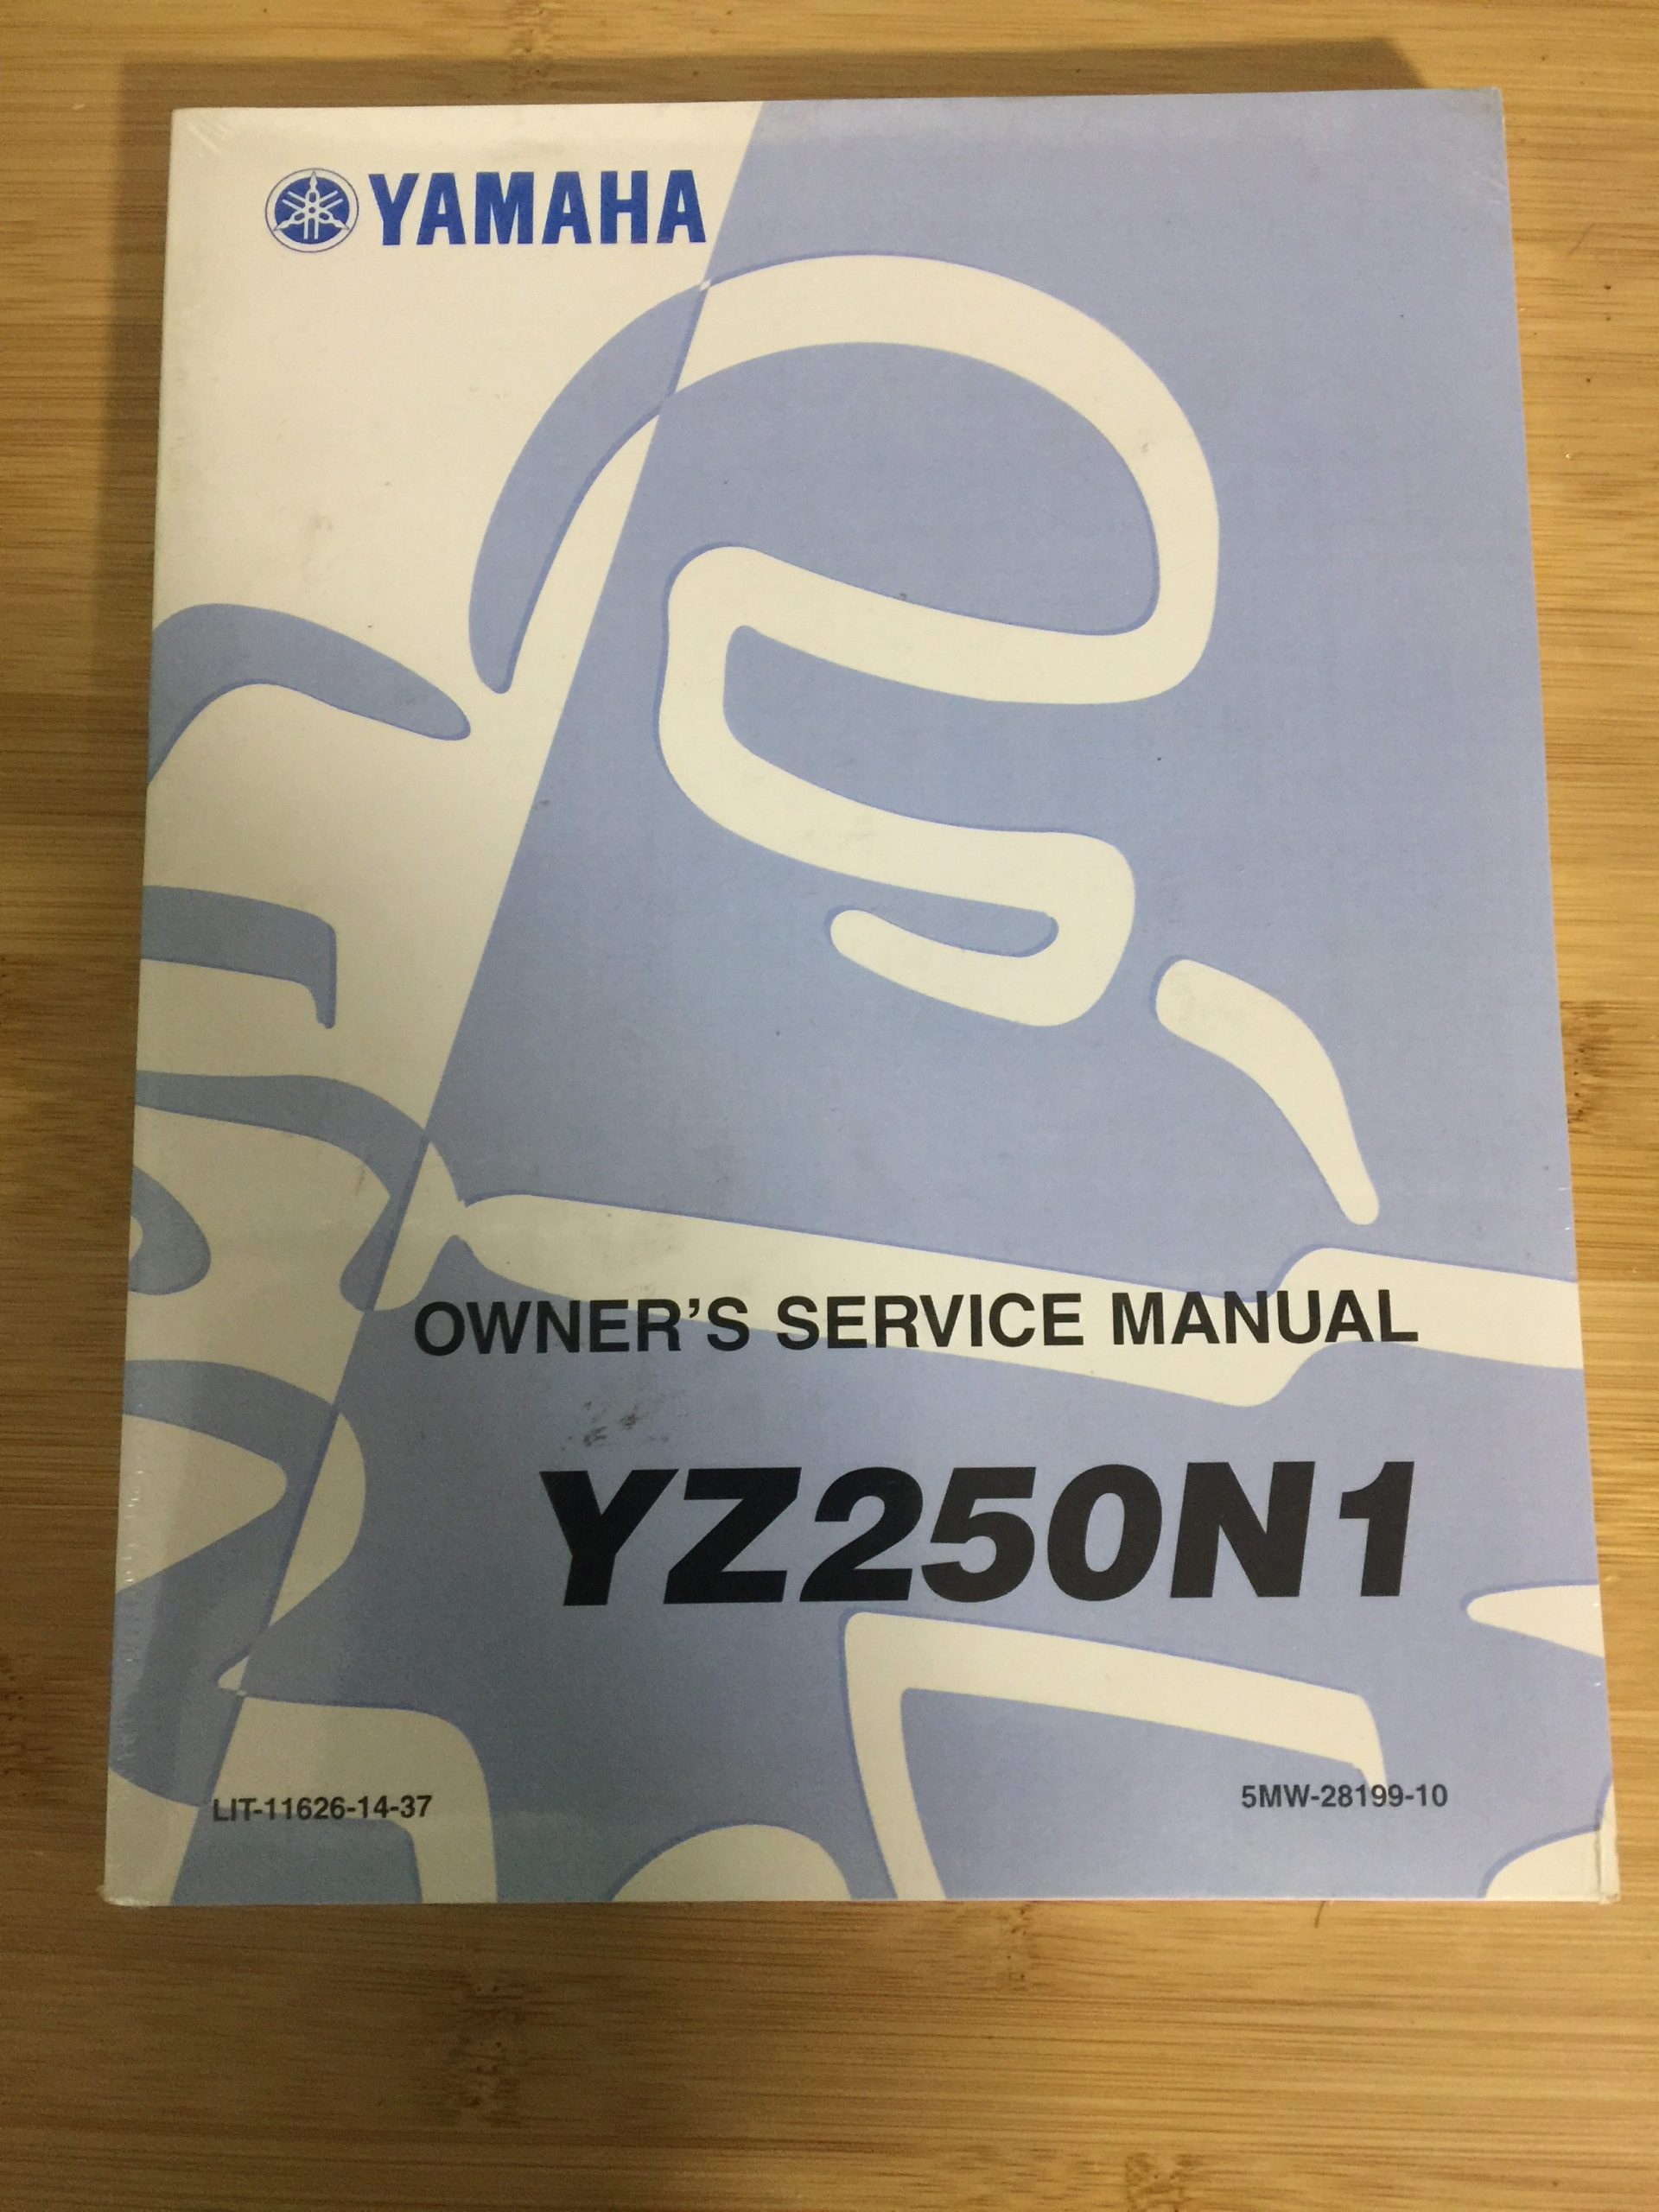 YAMAHA
OWNER’S SERVICE MANUAL
YZ250N1
LIT-11626-14-37
5MW-28199-10